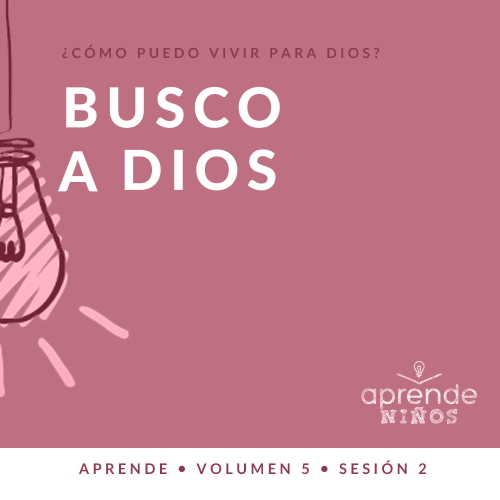 ¿CÓMO PUEDO VIVIR PARA DIOS?
BUSCO
A DIOS
aprende
NIÑOS
APRENDE • VOLUMEN 5 • SESIÓN 2